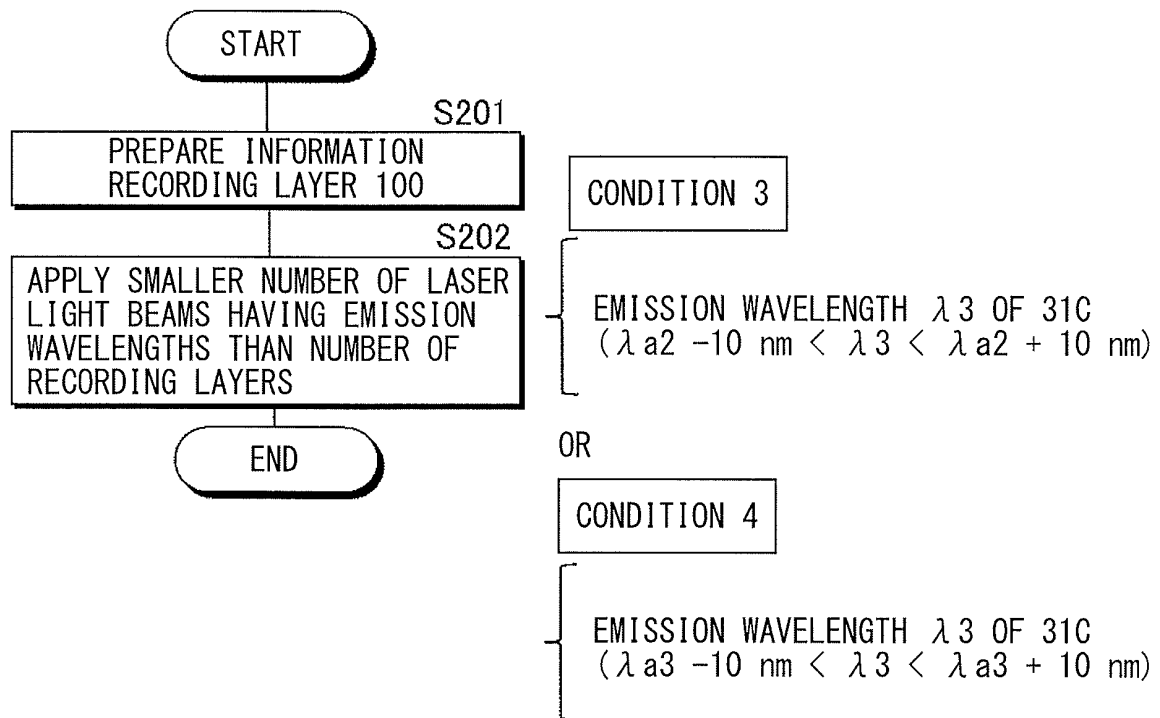 START
S201
PREPARE INFORMATION
RECORDING LAYER 100
S202
APPLY SMALLER NUMBER OF LASER
LIGHT BEAMS HAVING EMISSION
WAVELENGTHS THAN NUMBER OF
RECORDING LAYERS
END
CONDITION 3
EMISSION WAVELENGTH λ3 OF 31C
(λa2 -10 nm < λ3 < λa2 + 10 nm)
OR
CONDITION 4
EMISSION WAVELENGTH λ3 OF 31C
(λa3 -10 nm < λ3 < λa3 + 10 nm)